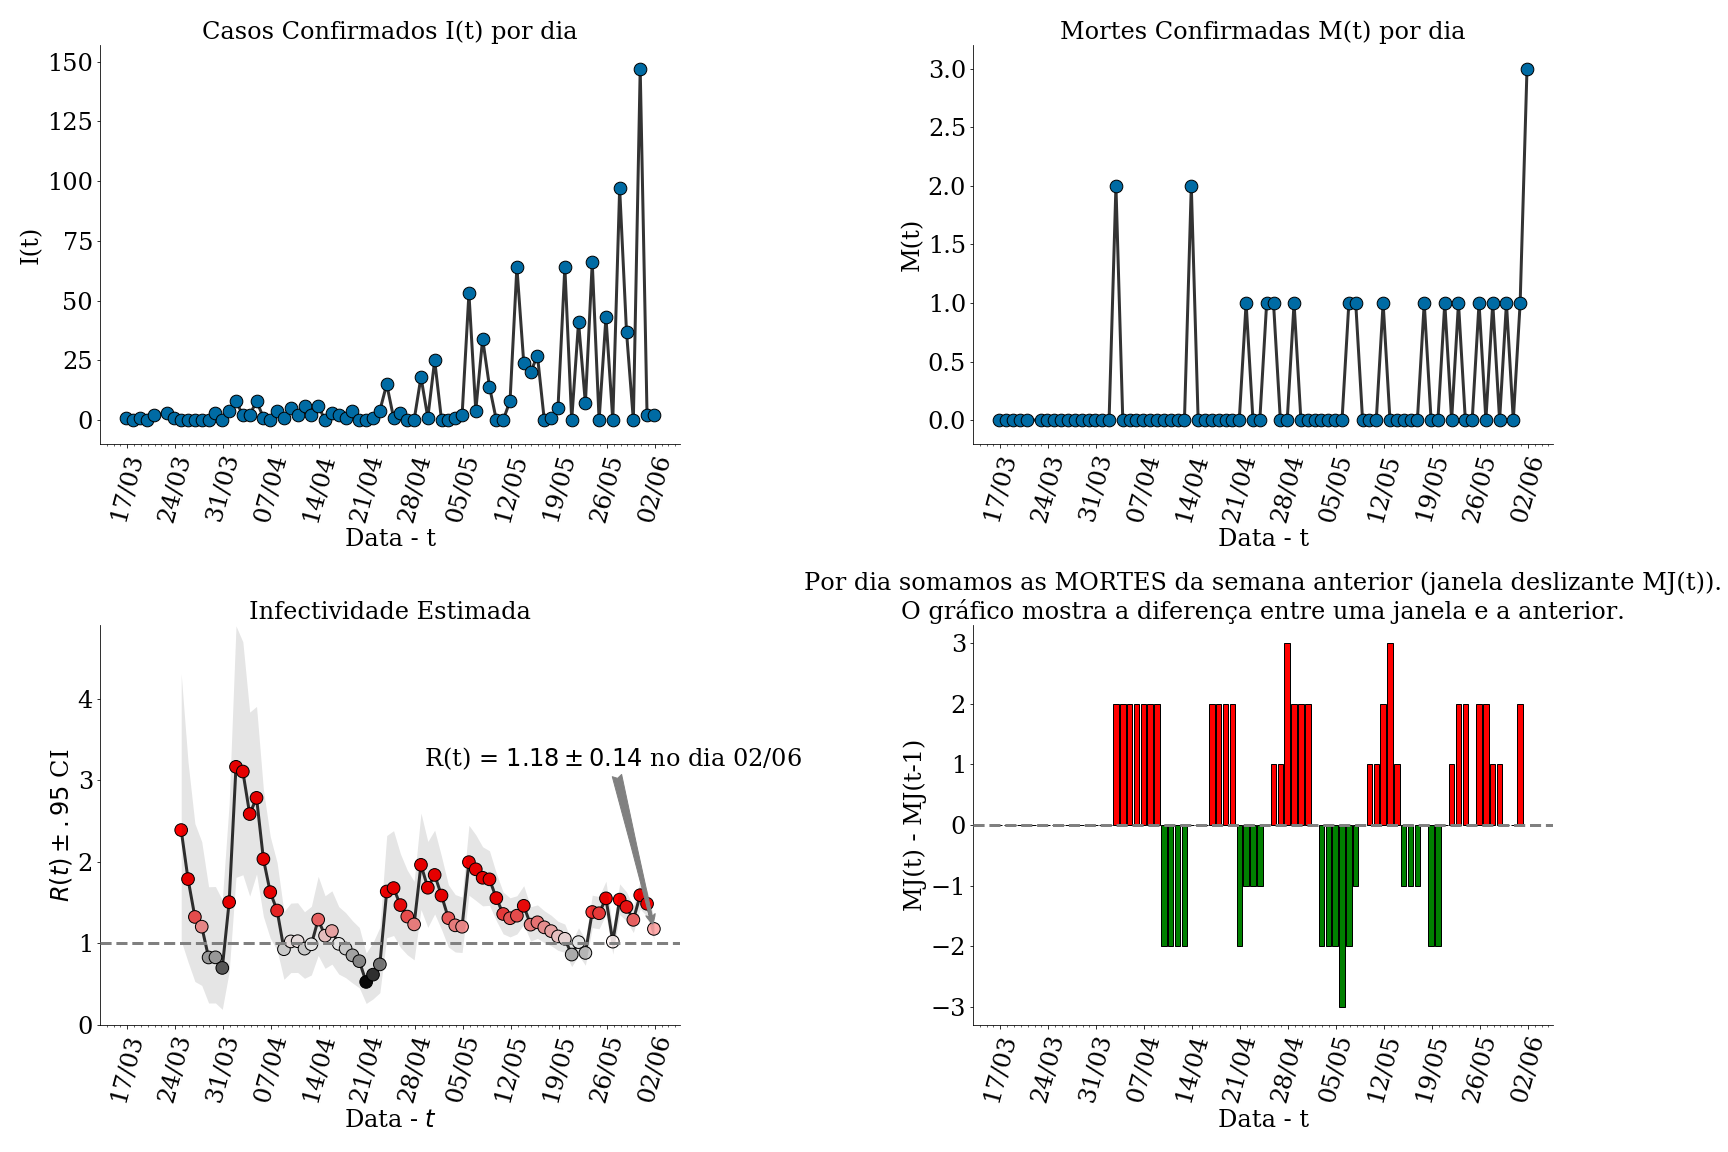 Casos Confirmados I(t) por dia
I(t)
150
125
100
75
50
25
0
17/03 24/03 31/03 07/04 14/04 21/04 28/04 05/05 12/05 19/05 26/05 02/06
Data - t
Mortes Confirmadas M(t) por dia
M(t)
3.0
2.5
2.0
1.5
1.0
0.5
0.0
17/03 24/03 31/03 07/04 14/04 21/04 28/04 05/05 12/05 19/05 26/05 02/06
Data - t
Infectividade Estimada
R(t) ± .95 CI
4
3
2
1
0
R(t) = 1.18 ± 0.14 no dia 02/06
17/03 24/03 31/03 07/04 14/04 21/04 28/04 05/05 12/05 19/05 26/05 02/06
Data - t
Por dia somamos as MORTES da semana anterior (janela deslizante MJ(t)).
O gráfico mostra a diferença entre uma janela e a anterior.
MJ(t) - MJ(t-1)
3
2
1
0
−1
−2
−3
17/03 24/03 31/03 07/04 14/04 21/04 28/04 05/05 12/05 19/05 26/05 02/06
Data - t